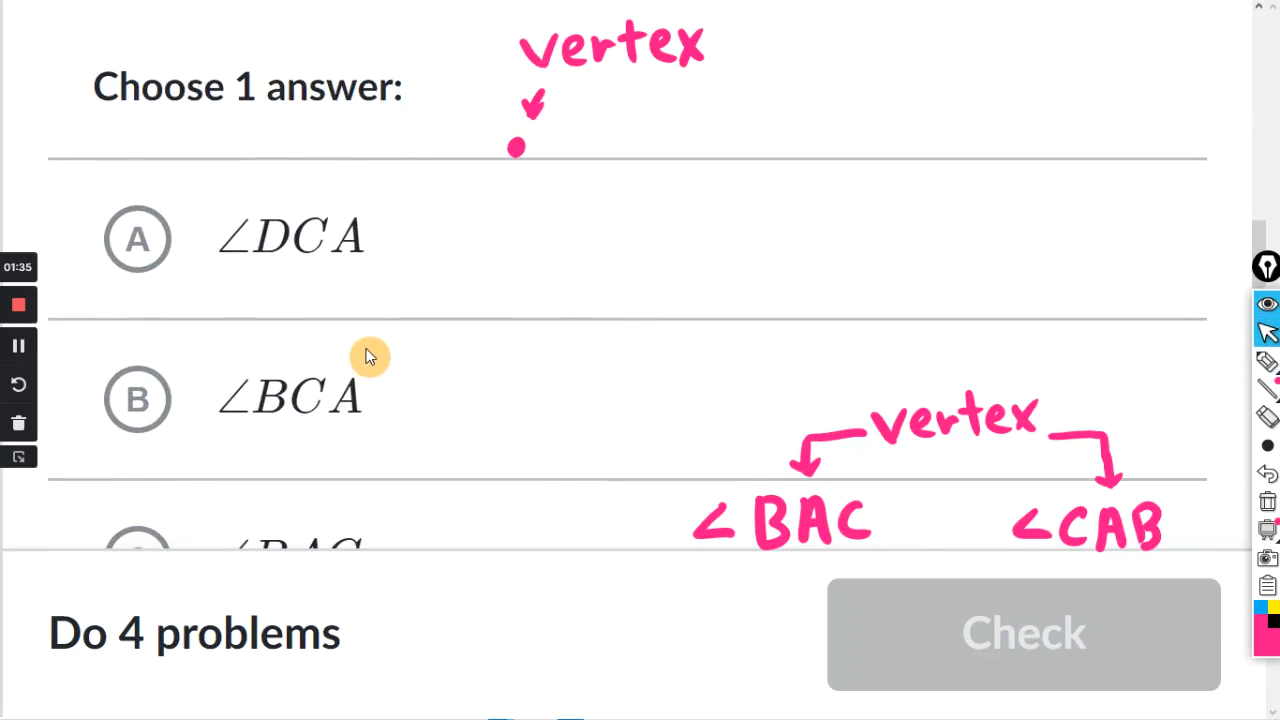 vertex
Choose 1 answer:
A ∠DCA
01:35
B ∠BCA
vertex
∠BAC ∠CAB
Do 4 problems
Check